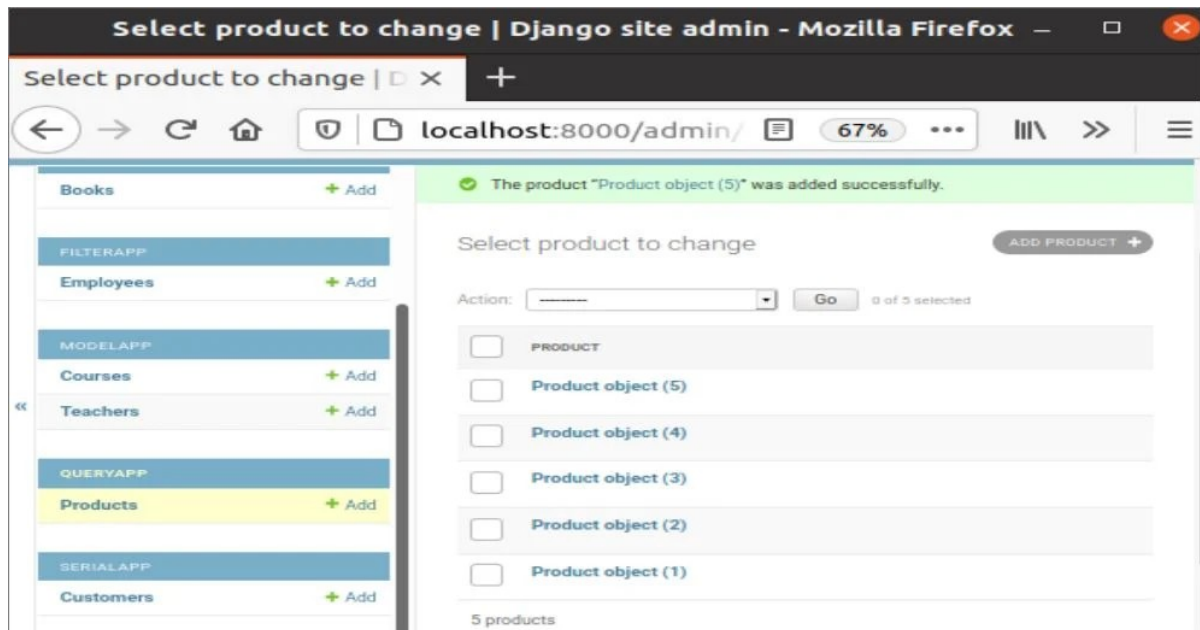 Select product to change | Django site admin - Mozilla Firefox
Select product to change | D
localhost:8000/admin/ 67%
Books + Add
FILTERAPP
Employees + Add
MODELAPP
Courses + Add
Teachers + Add
QUERYAPP
Products + Add
SERIALAPP
Customers + Add
The product “Product object (5)” was added successfully.
Select product to change
ADD PRODUCT +
Action: --------- Go 0 of 5 selected
PRODUCT
Product object (5)
Product object (4)
Product object (3)
Product object (2)
Product object (1)
5 products